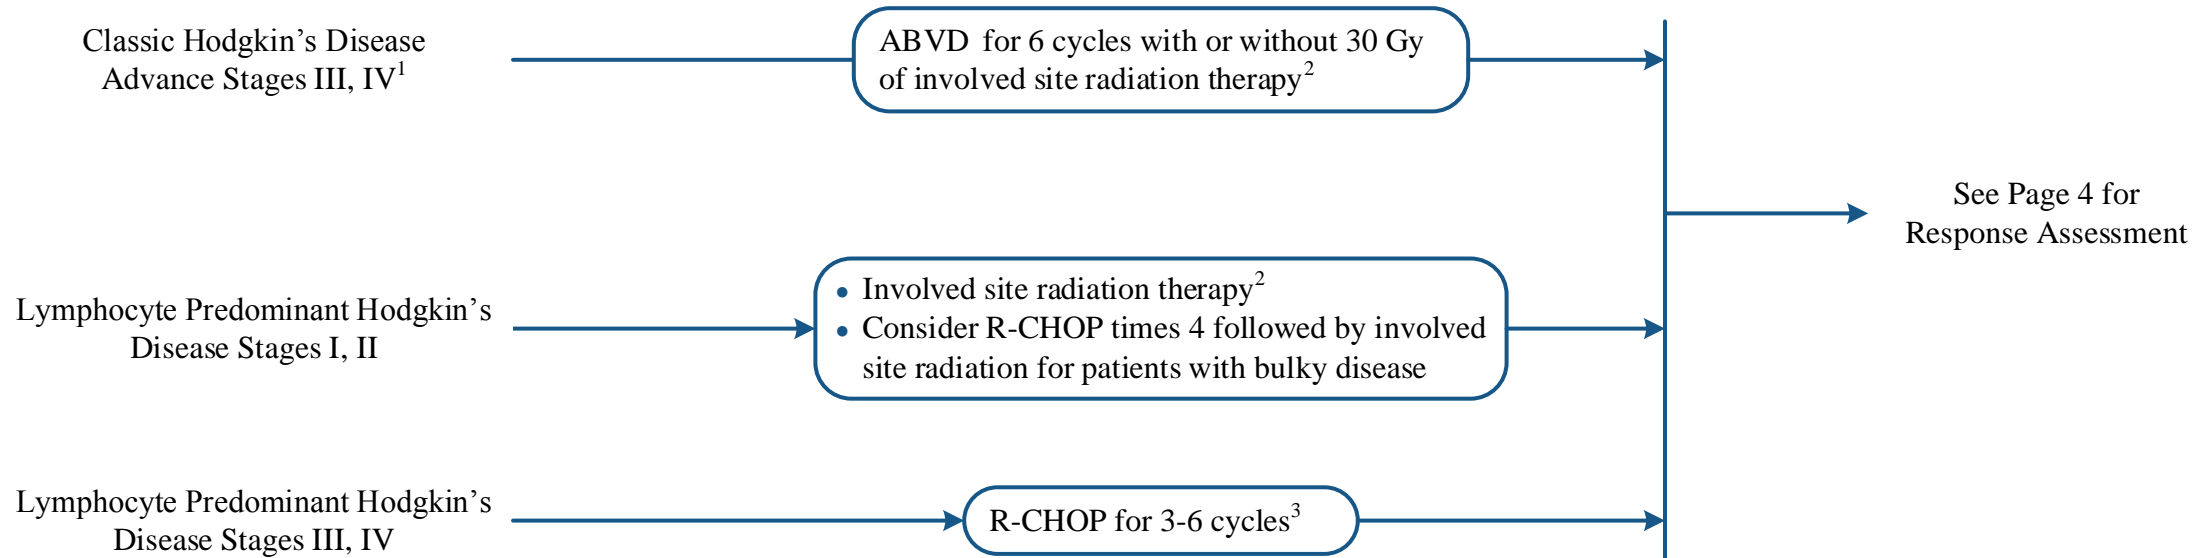 Classic Hodgkin’s Disease
Advance Stages III, IV1
ABVD  for 6 cycles with or without 30 Gy
of involved site radiation therapy2
See Page 4 for
Response Assessment
Lymphocyte Predominant Hodgkin’s
Disease Stages I, II
• Involved site radiation therapy2
• Consider R-CHOP times 4 followed by involved
site radiation for patients with bulky disease
Lymphocyte Predominant Hodgkin’s
Disease Stages III, IV
R-CHOP for 3-6 cycles3